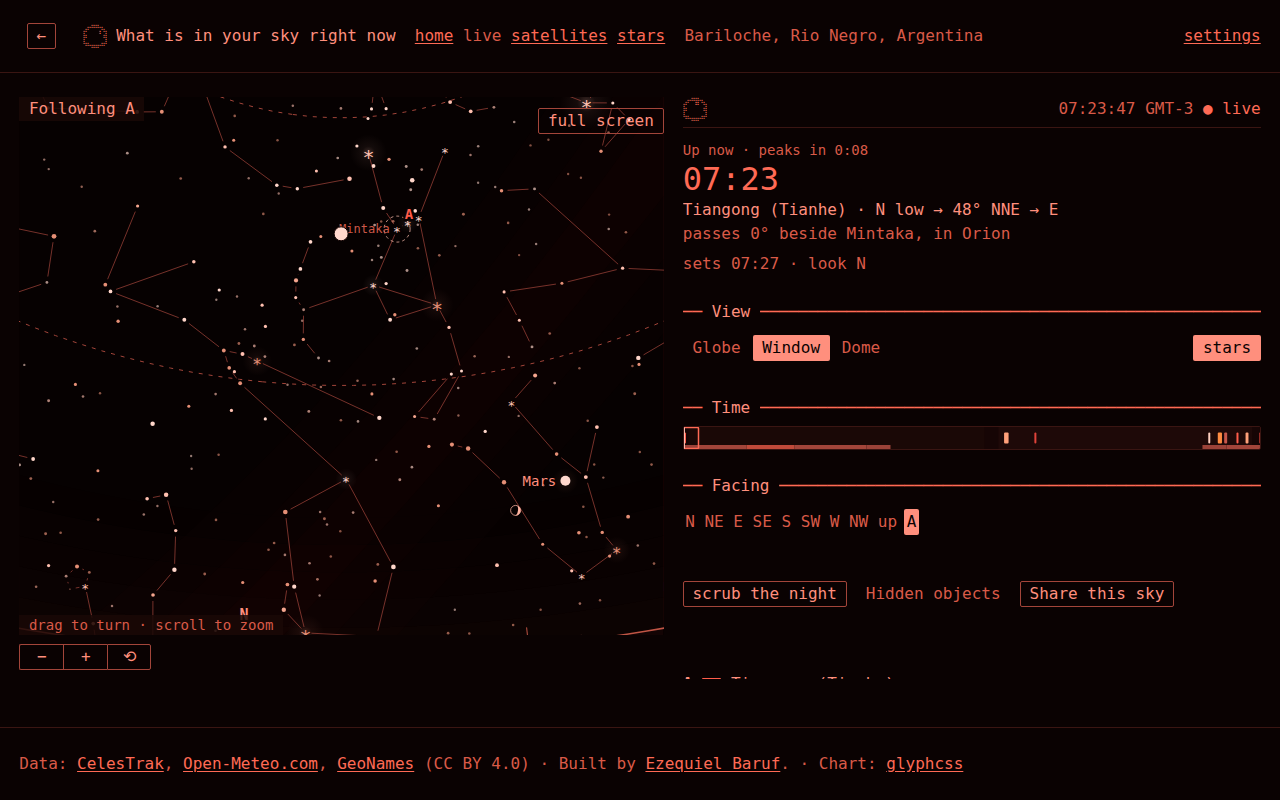 ← What is in your sky right now home live satellites stars Bariloche, Rio Negro, Argentina settings
Following A
full screen
Mintaka
A
Mars
N
drag to turn · scroll to zoom
− + ⟲
07:23:47 GMT-3 ● live
Up now · peaks in 0:08
07:23
Tiangong (Tianhe) · N low → 48° NNE → E
passes 0° beside Mintaka, in Orion
sets 07:27 · look N
View
Globe Window Dome stars
Time
Facing
N NE E SE S SW W NW up A
scrub the night Hidden objects Share this sky
Data: CelesTrak, Open-Meteo.com, GeoNames (CC BY 4.0) · Built by Ezequiel Baruf. · Chart: glyphcss